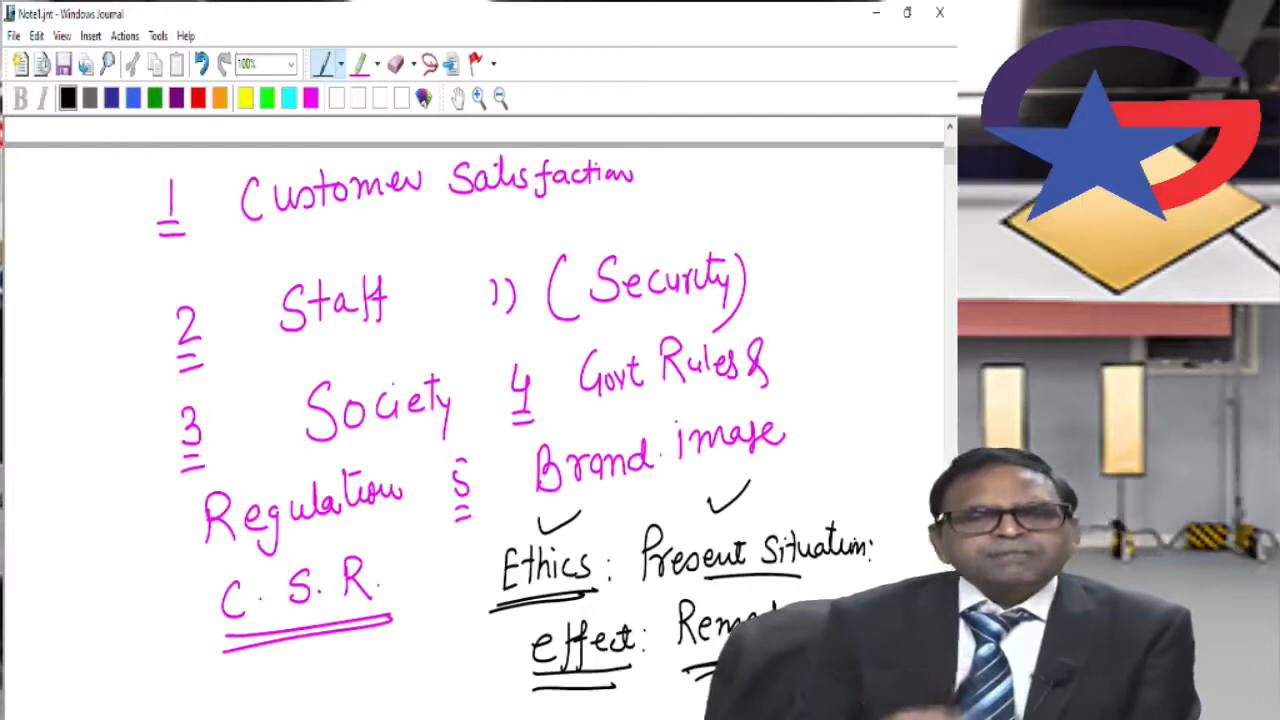 Note1.jnt - Windows Journal
File Edit View Insert Actions Tools Help
100%
B I
1 Customer Satisfaction
2 Staff )) (Security)
3 Society 4 Govt Rules &
Regulation 5 Brand. image
C. S. R.
Ethics : Present Situation:
effect :